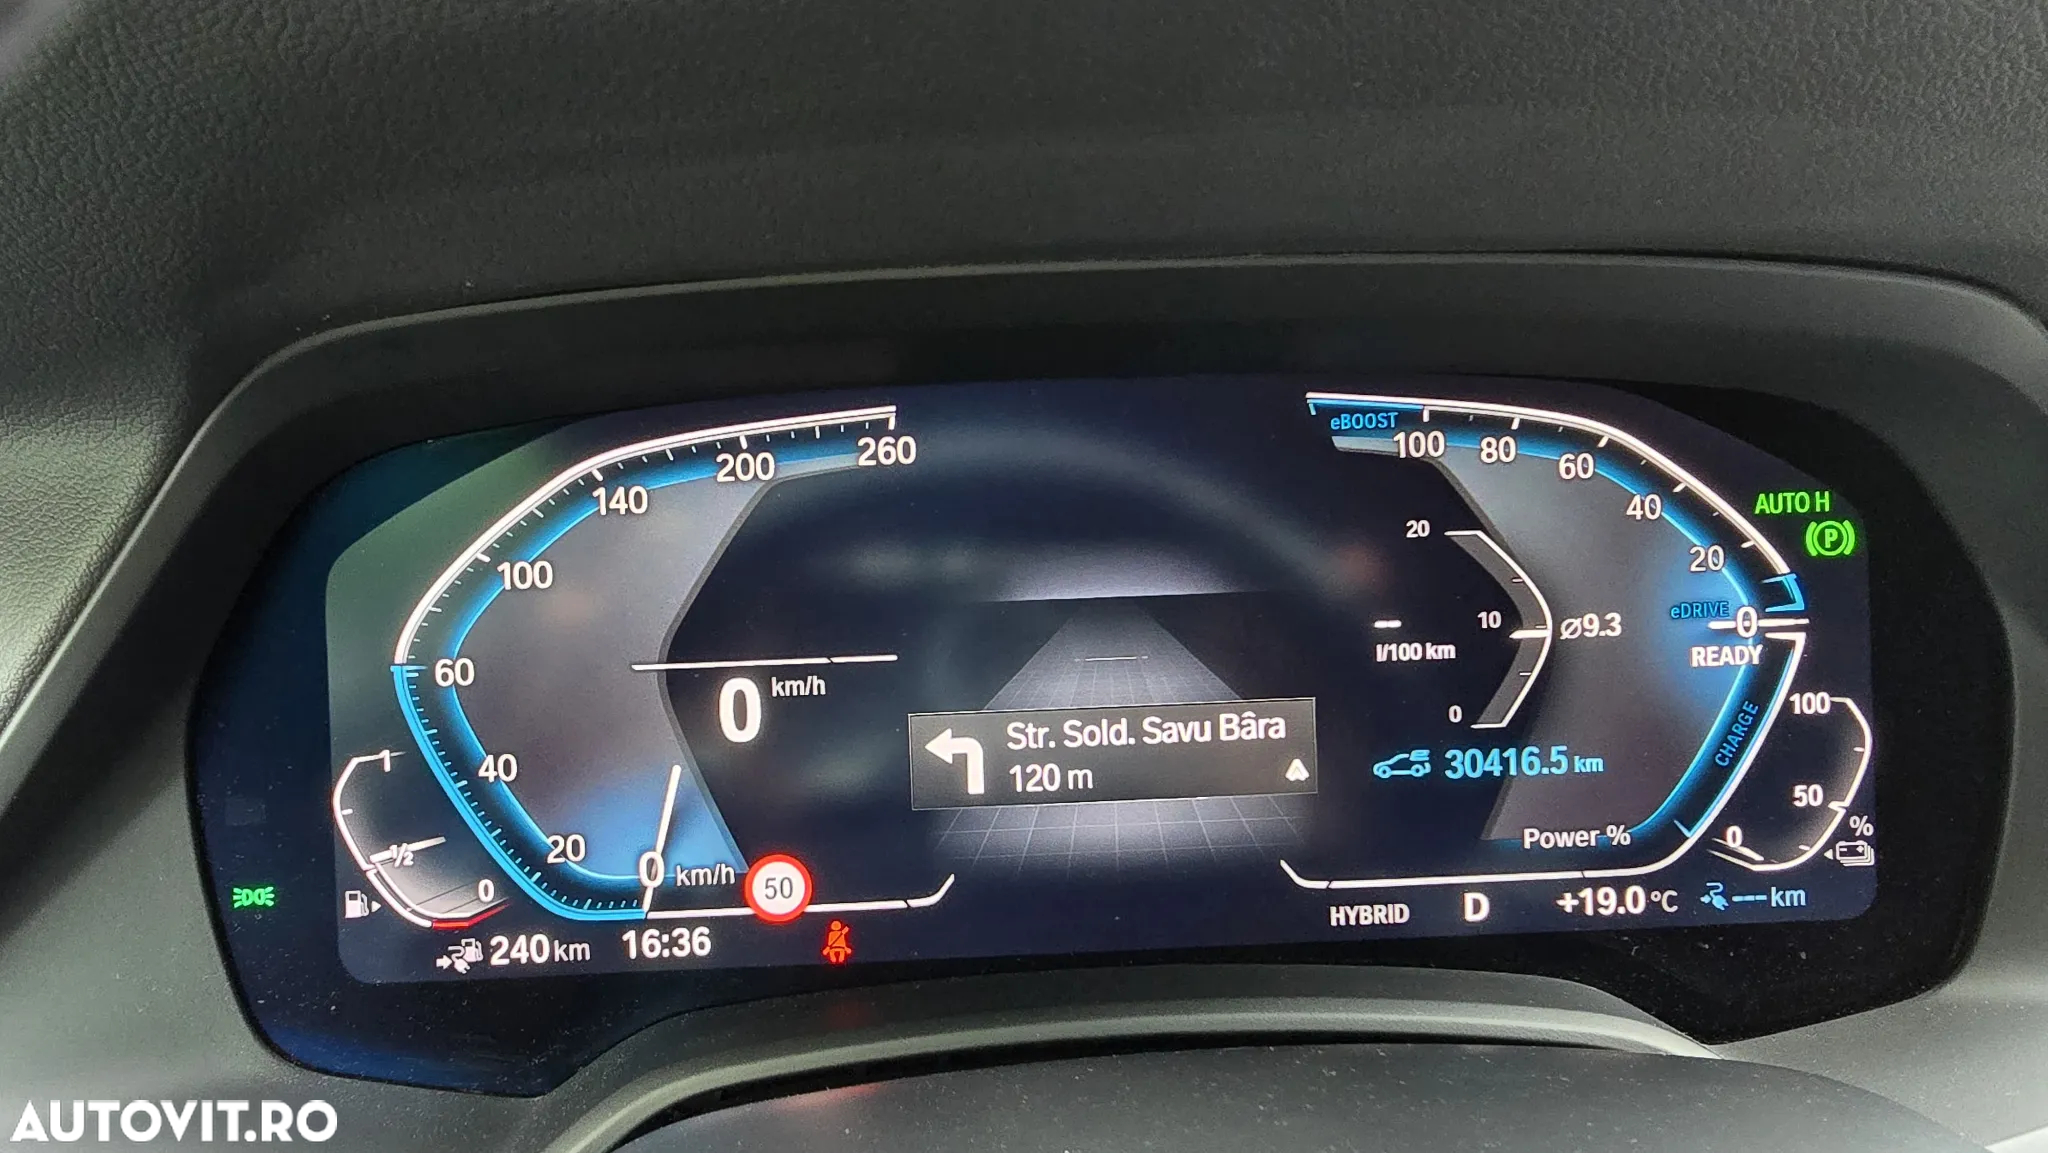 260
200
140
100
60
40
20
0 km/h
0 km/h
1
1/2
0
240 km
16:36
50
Str. Sold. Savu Bâra
120 m
eBOOST
100
80
60
40
20
eDRIVE
0
READY
CHARGE
Power %
20
10
0
--
l/100 km
Ø9.3
30416.5 km
AUTO H
P
100
50
0
%
HYBRID
D
+19.0 °C
--- km
AUTOVIT.RO